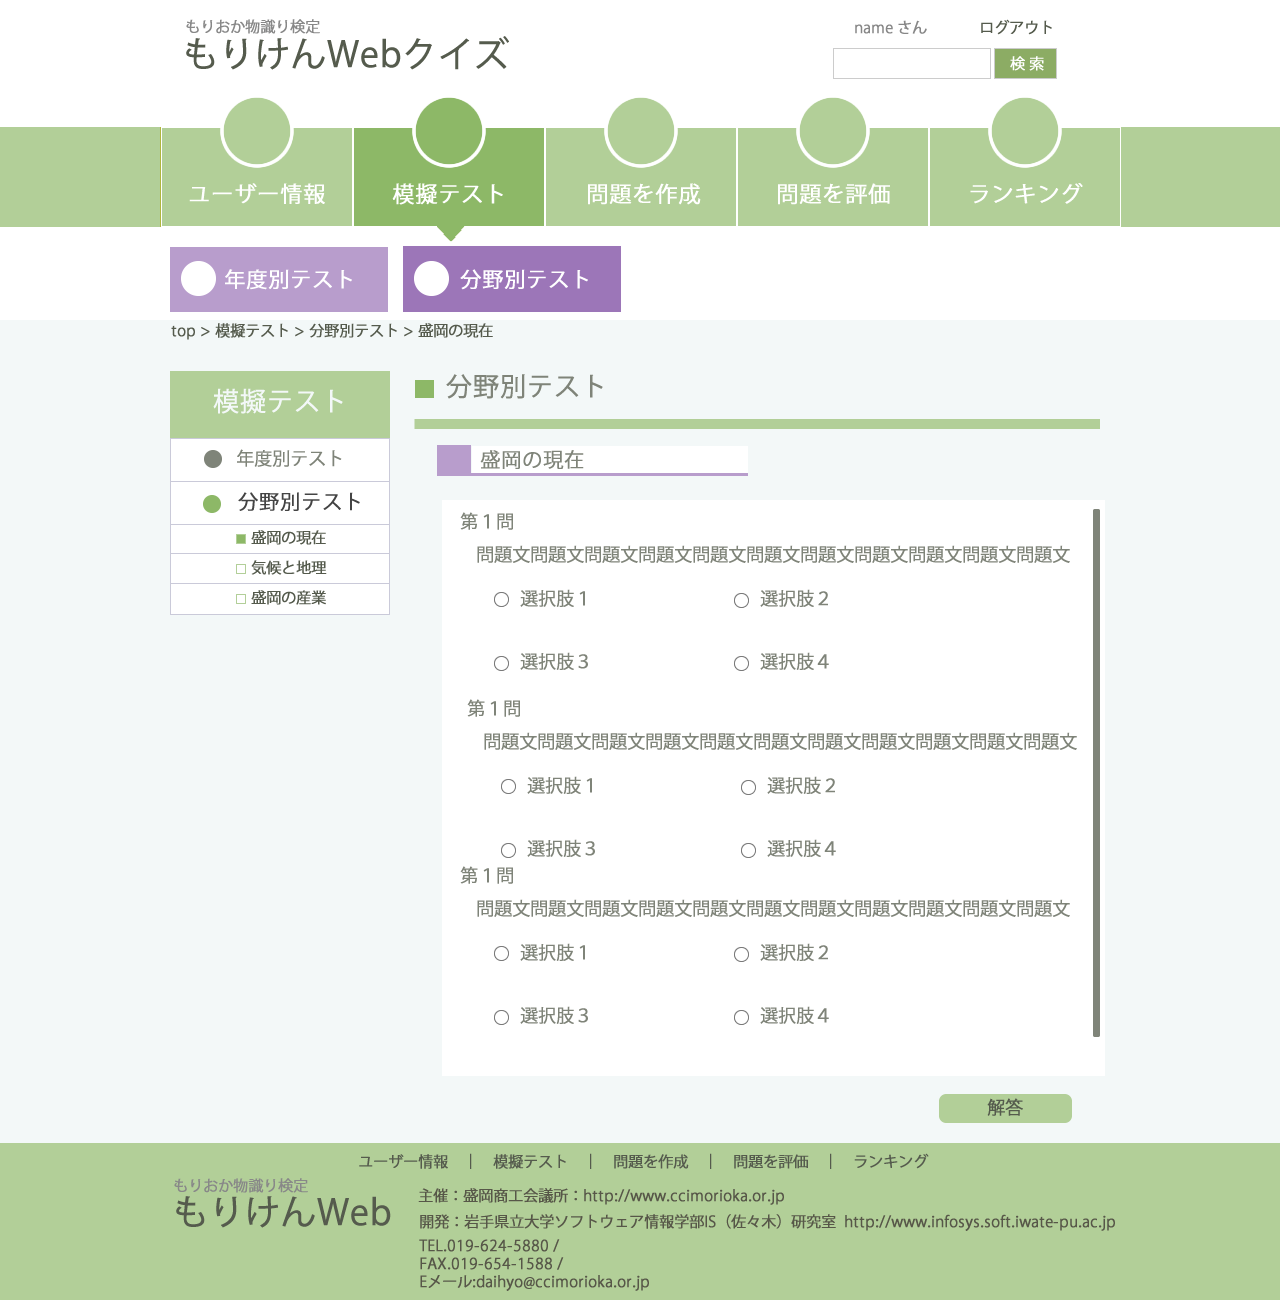 もりおか物識り検定
もりけんWebクイズ
name さん
ログアウト
検 索
ユーザー情報
模擬テスト
問題を作成
問題を評価
ランキング
年度別テスト
分野別テスト
top > 模擬テスト > 分野別テスト > 盛岡の現在
模擬テスト
年度別テスト
分野別テスト
盛岡の現在
気候と地理
盛岡の産業
分野別テスト
盛岡の現在
第１問
問題文問題文問題文問題文問題文問題文問題文問題文問題文問題文問題文
選択肢１
選択肢２
選択肢３
選択肢４
第１問
問題文問題文問題文問題文問題文問題文問題文問題文問題文問題文問題文
選択肢１
選択肢２
選択肢３
選択肢４
第１問
問題文問題文問題文問題文問題文問題文問題文問題文問題文問題文問題文
選択肢１
選択肢２
選択肢３
選択肢４
解答
ユーザー情報 | 模擬テスト | 問題を作成 | 問題を評価 | ランキング
もりおか物識り検定
もりけんWeb
主催：盛岡商工会議所：http://www.ccimorioka.or.jp
開発：岩手県立大学ソフトウェア情報学部IS（佐々木）研究室 http://www.infosys.soft.iwate-pu.ac.jp
TEL.019-624-5880 /
FAX.019-654-1588 /
Eメール:daihyo@ccimorioka.or.jp